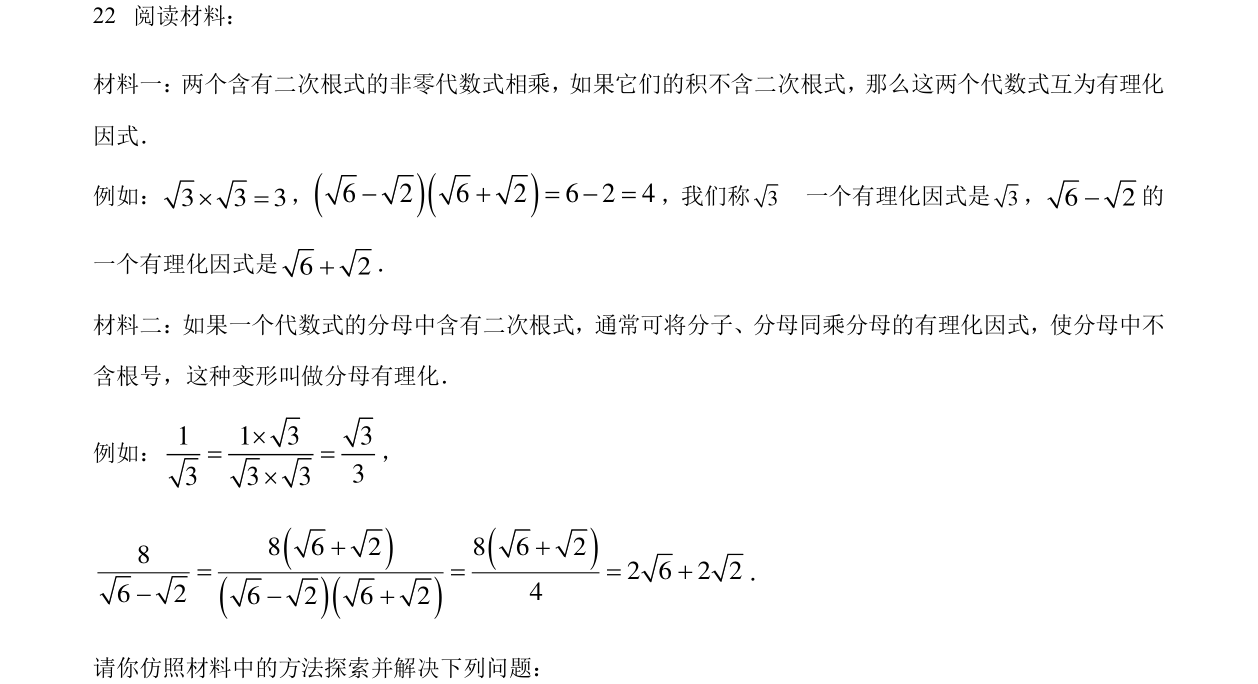 22 阅读材料：
材料一：两个含有二次根式的非零代数式相乘，如果它们的积不含二次根式，那么这两个代数式互为有理化
因式．
例如：√3×√3=3，(√6−√2)(√6+√2)=6−2=4，我们称√3 一个有理化因式是√3，√6−√2的
一个有理化因式是√6+√2．
材料二：如果一个代数式的分母中含有二次根式，通常可将分子、分母同乘分母的有理化因式，使分母中不
含根号，这种变形叫做分母有理化．
例如：1/√3=(1×√3)/(√3×√3)=√3/3，
8/(√6−√2)=8(√6+√2)/((√6−√2)(√6+√2))=8(√6+√2)/4=2√6+2√2．
请你仿照材料中的方法探索并解决下列问题：